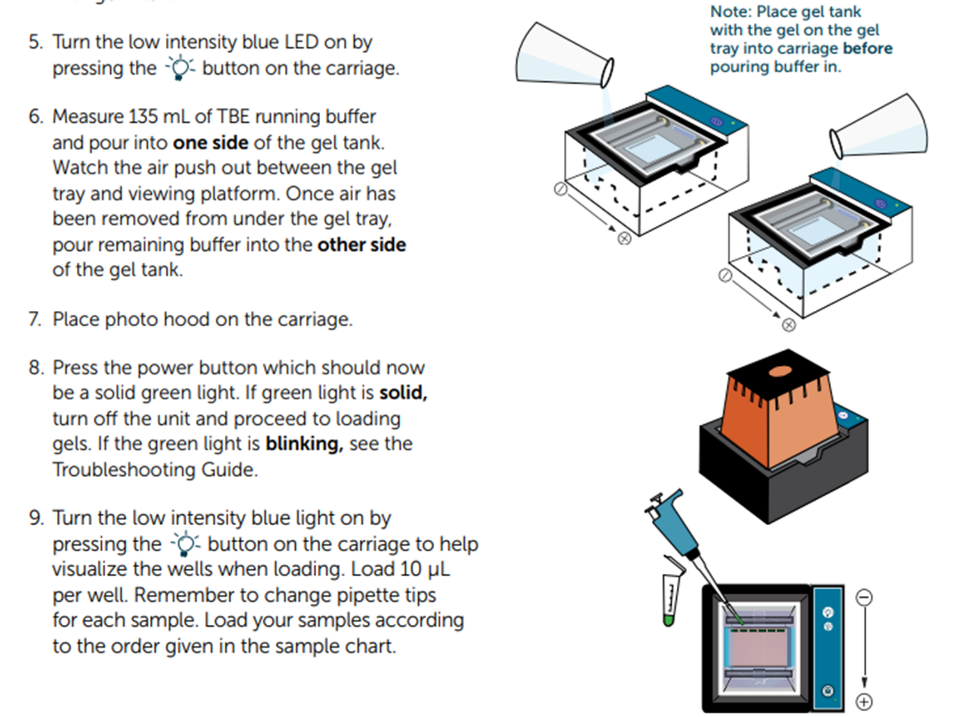 5. Turn the low intensity blue LED on by
pressing the button on the carriage.
6. Measure 135 mL of TBE running buffer
and pour into one side of the gel tank.
Watch the air push out between the gel
tray and viewing platform. Once air has
been removed from under the gel tray,
pour remaining buffer into the other side
of the gel tank.
7. Place photo hood on the carriage.
8. Press the power button which should now
be a solid green light. If green light is solid,
turn off the unit and proceed to loading
gels. If the green light is blinking, see the
Troubleshooting Guide.
9. Turn the low intensity blue light on by
pressing the button on the carriage to help
visualize the wells when loading. Load 10 µL
per well. Remember to change pipette tips
for each sample. Load your samples according
to the order given in the sample chart.
Note: Place gel tank
with the gel on the gel
tray into carriage before
pouring buffer in.